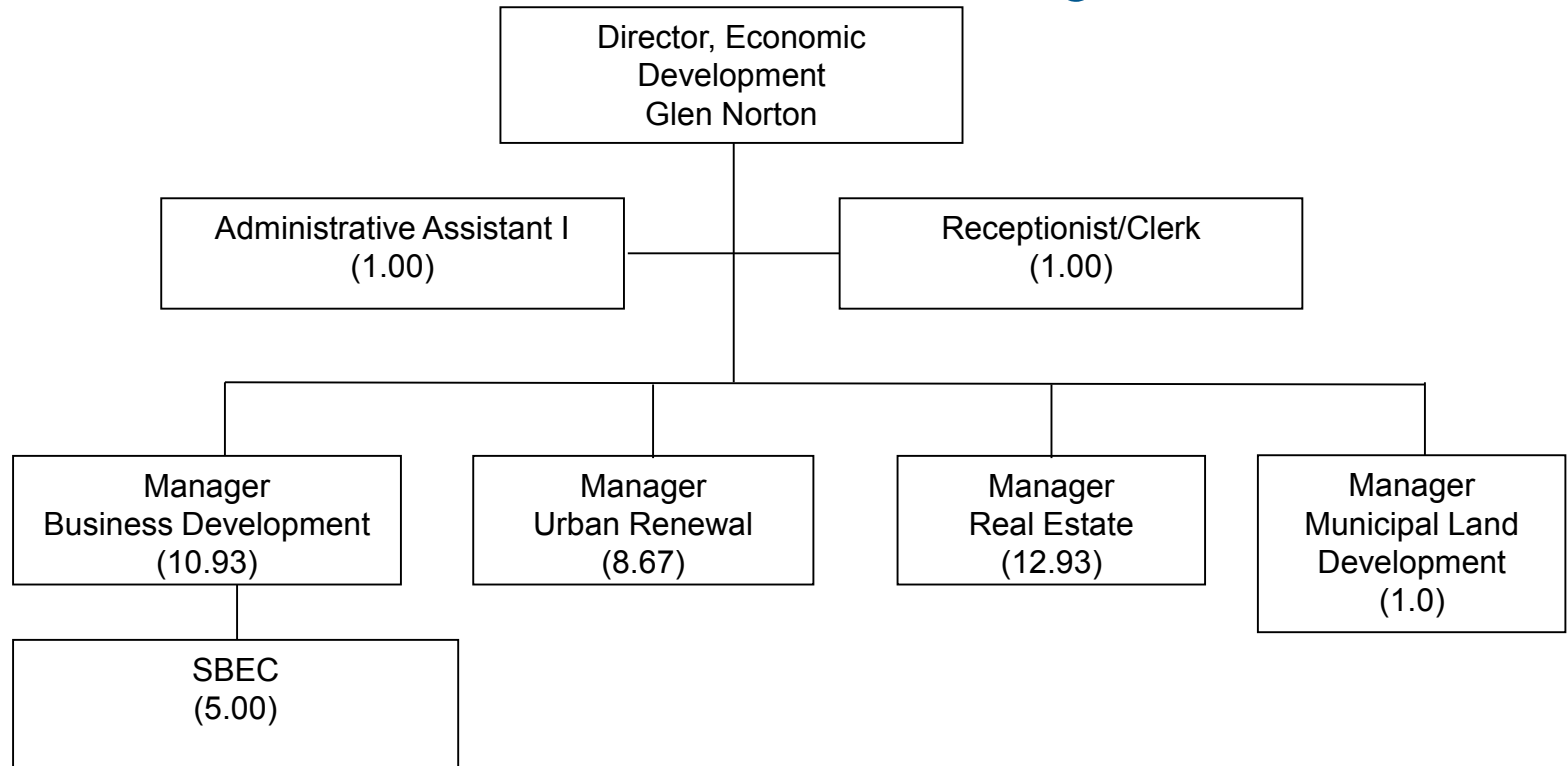 Director, Economic
Development
Glen Norton
Administrative Assistant I
(1.00)
Receptionist/Clerk
(1.00)
Manager
Business Development
(10.93)
Manager
Urban Renewal
(8.67)
Manager
Real Estate
(12.93)
Manager
Municipal Land
Development
(1.0)
SBEC
(5.00)